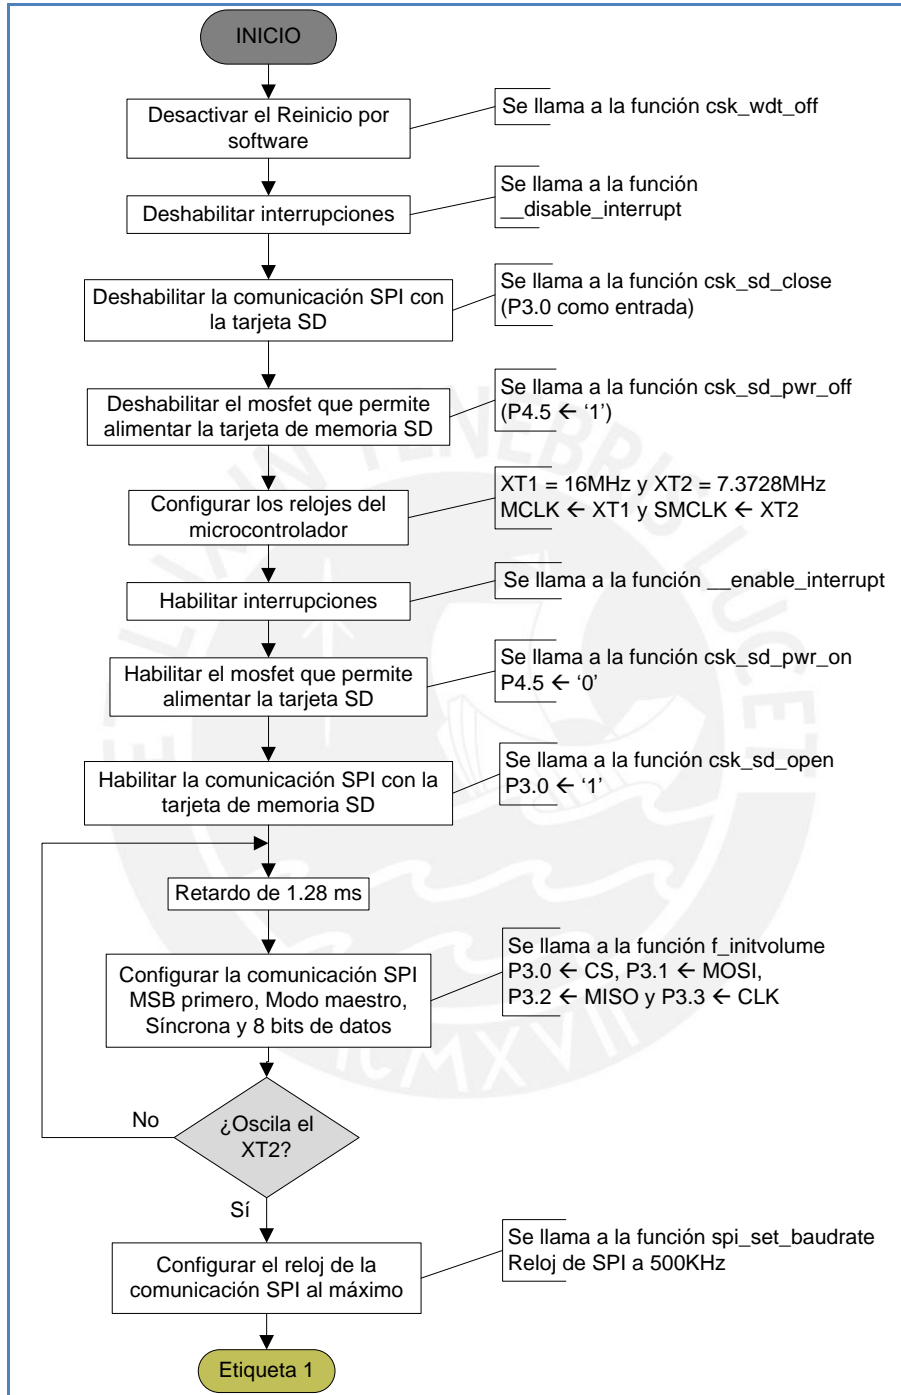 INICIO
Desactivar el Reinicio por
software
Se llama a la función csk_wdt_off
Deshabilitar interrupciones
Se llama a la función
__disable_interrupt
Deshabilitar la comunicación SPI con
la tarjeta SD
Se llama a la función csk_sd_close
(P3.0 como entrada)
Deshabilitar el mosfet que permite
alimentar la tarjeta de memoria SD
Se llama a la función csk_sd_pwr_off
(P4.5 ← ‘1’)
Configurar los relojes del
microcontrolador
XT1 = 16MHz y XT2 = 7.3728MHz
MCLK ← XT1 y SMCLK ← XT2
Habilitar interrupciones
Se llama a la función __enable_interrupt
Habilitar el mosfet que permite
alimentar la tarjeta SD
Se llama a la función csk_sd_pwr_on
P4.5 ← ‘0’
Habilitar la comunicación SPI con la
tarjeta de memoria SD
Se llama a la función csk_sd_open
P3.0 ← ‘1’
Retardo de 1.28 ms
Configurar la comunicación SPI
MSB primero, Modo maestro,
Síncrona y 8 bits de datos
Se llama a la función f_initvolume
P3.0 ← CS, P3.1 ← MOSI,
P3.2 ← MISO y P3.3 ← CLK
¿Oscila el
XT2?
No
Sí
Configurar el reloj de la
comunicación SPI al máximo
Se llama a la función spi_set_baudrate
Reloj de SPI a 500KHz
Etiqueta 1
ET LUX IN TENEBRIS LUCET
MCMXVII